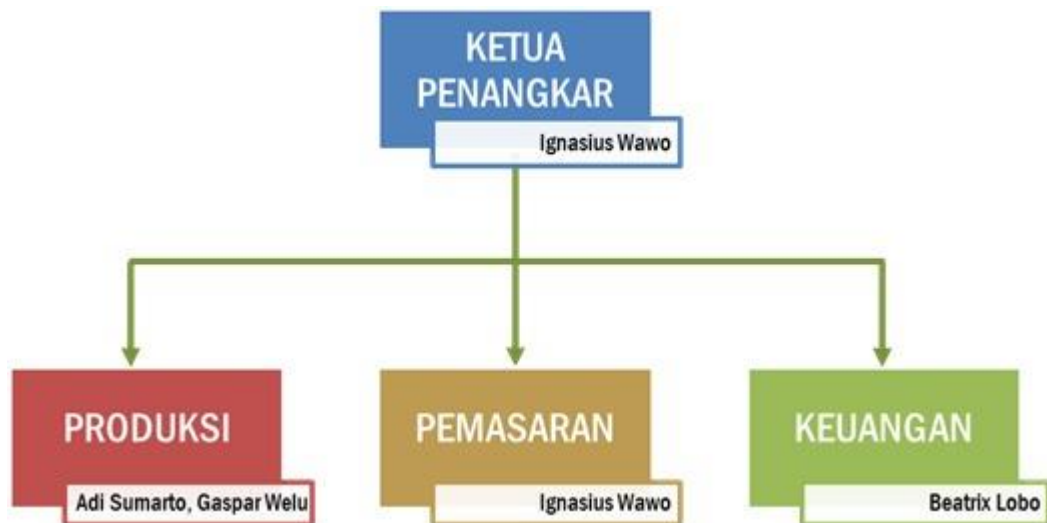 KETUA
PENANGKAR
Ignasius Wawo
PRODUKSI
Adi Sumarto, Gaspar Welu
PEMASARAN
Ignasius Wawo
KEUANGAN
Beatrix Lobo